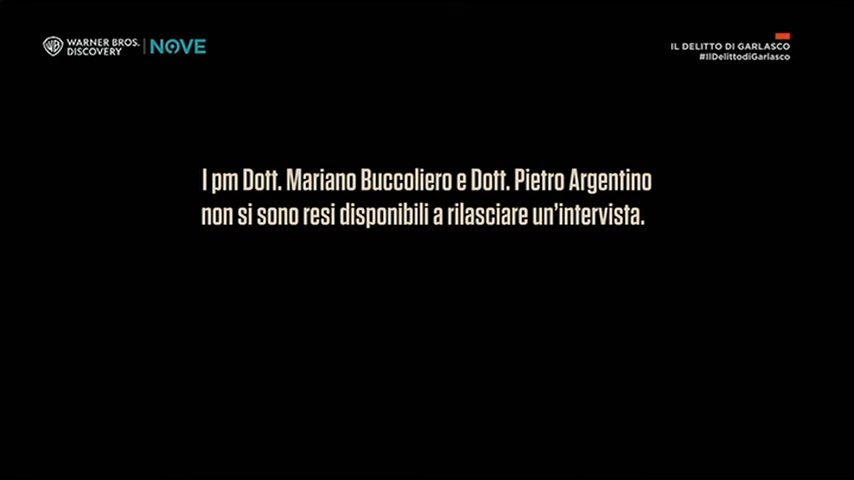 WARNER BROS.
DISCOVERY
NOVE
IL DELITTO DI GARLASCO
#IlDelittodiGarlasco
I pm Dott. Mariano Buccoliero e Dott. Pietro Argentino
non si sono resi disponibili a rilasciare un'intervista.